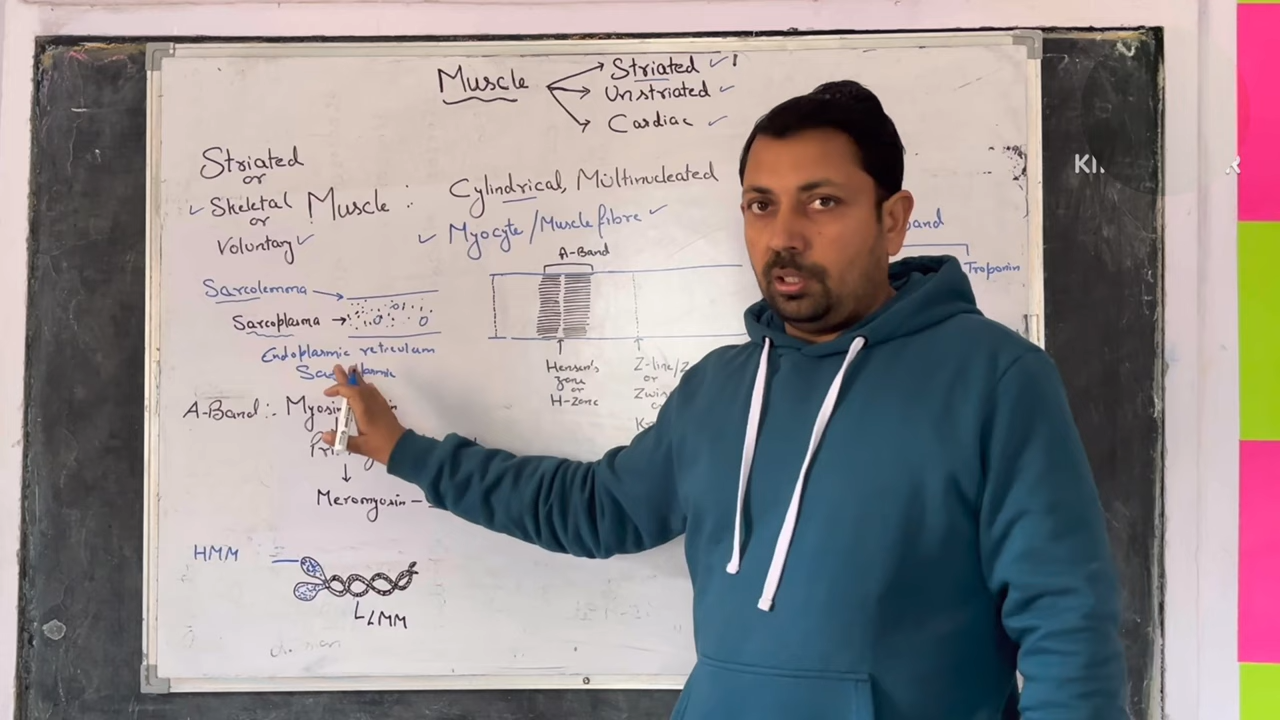 Muscle
Striated ✓
Unstriated ✓
Cardiac ✓
Striated
or
✓ Skeletal Muscle :
or
Voluntary ✓
Cylindrical, Multinucleated
✓ Myocyte / Muscle fibre ✓
A-Band
Sarcolemma
Sarcoplasma
Endoplasmic reticulum
Hensen's
zone
or
H-zone
Z-line/Z
or
Troponin
A-Band :-
Meromyosin -
HMM
LMM